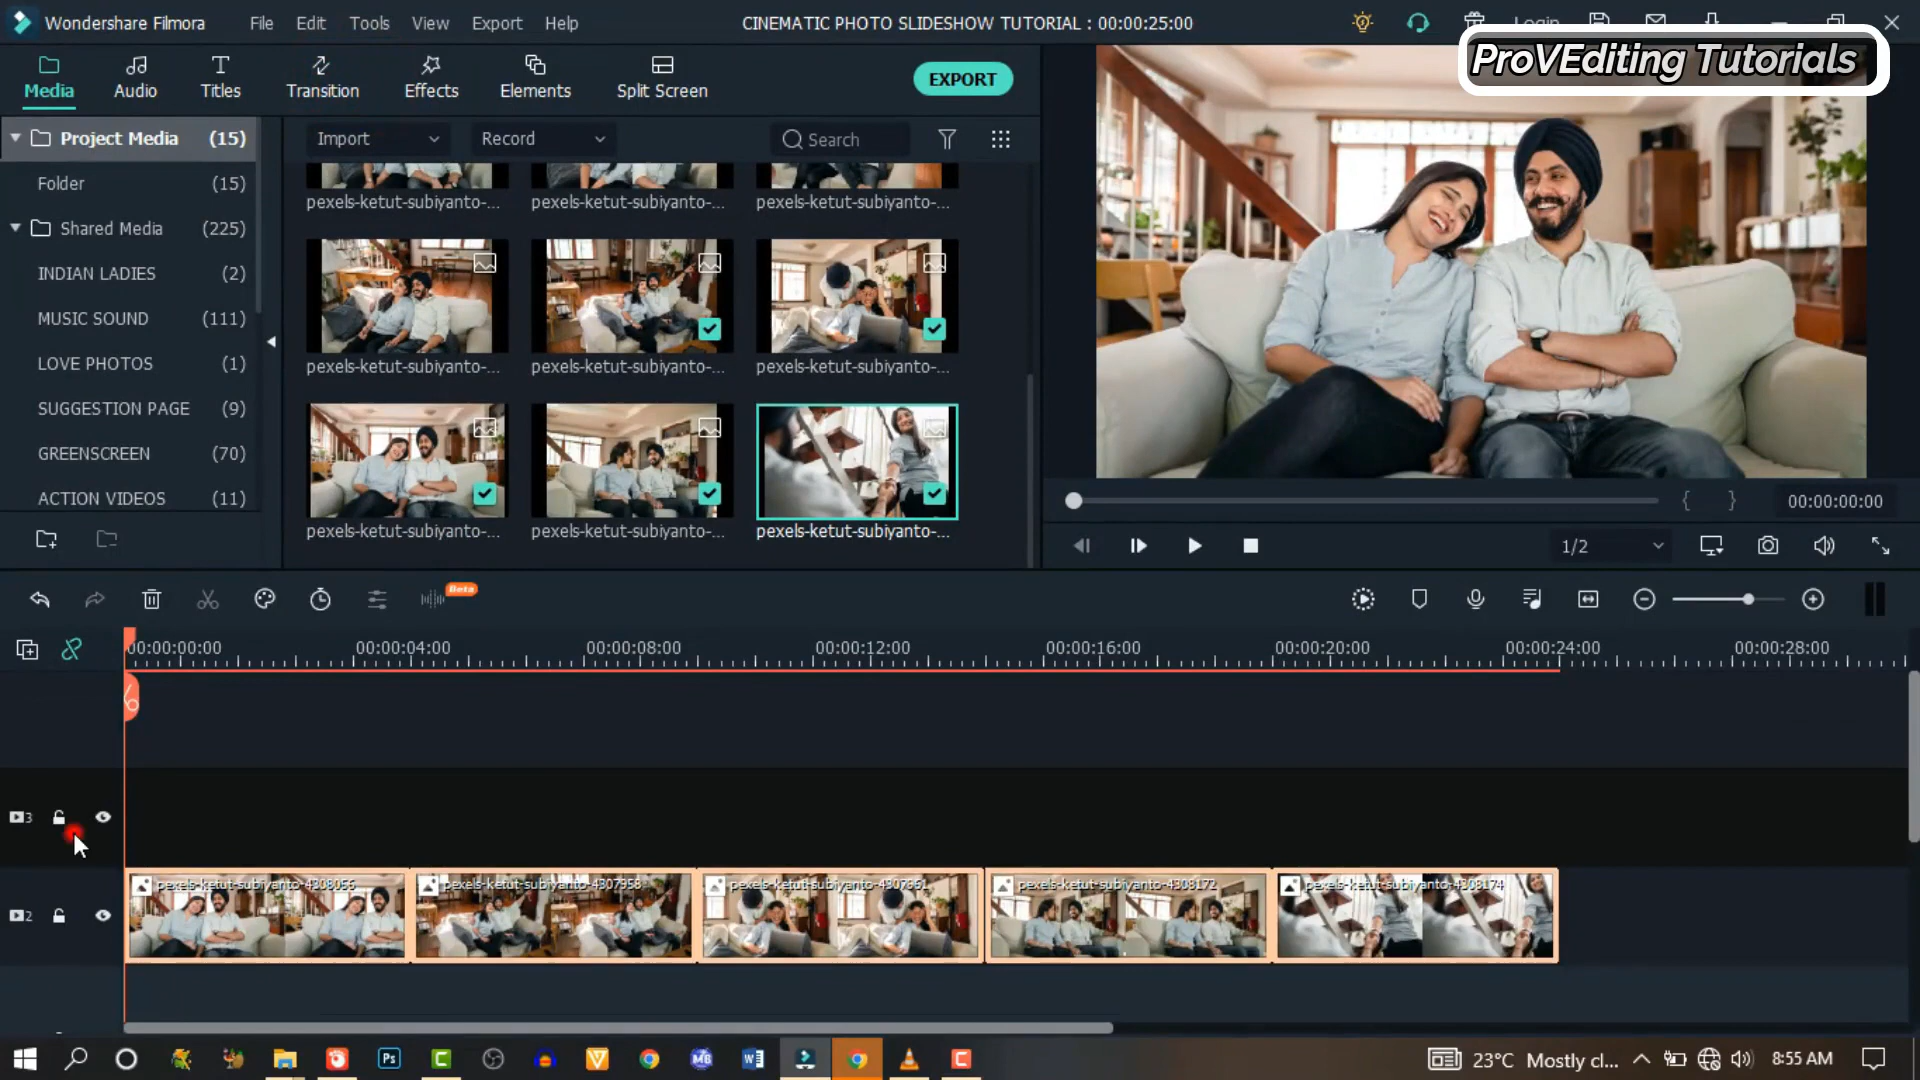 Wondershare Filmora File Edit Tools View Export Help CINEMATIC PHOTO SLIDESHOW TUTORIAL : 00:00:25:00 Login
ProVEditing Tutorials
Media Audio Titles Transition Effects Elements Split Screen EXPORT
Project Media (15)
Import Record Search
Folder (15)
Shared Media (225)
INDIAN LADIES (2)
MUSIC SOUND (111)
LOVE PHOTOS (1)
SUGGESTION PAGE (9)
GREENSCREEN (70)
ACTION VIDEOS (11)
pexels-ketut-subiyanto-... pexels-ketut-subiyanto-... pexels-ketut-subiyanto-...
pexels-ketut-subiyanto-... pexels-ketut-subiyanto-... pexels-ketut-subiyanto-...
pexels-ketut-subiyanto-... pexels-ketut-subiyanto-... pexels-ketut-subiyanto-...
{ } 00:00:00:00
1/2
Beta
00:00:00:00 00:00:04:00 00:00:08:00 00:00:12:00 00:00:16:00 00:00:20:00 00:00:24:00 00:00:28:00
3
2
pexels-ketut-subiyanto-4308056 pexels-ketut-subiyanto-4307958 pexels-ketut-subiyanto-4307661 pexels-ketut-subiyanto-4308172 pexels-ketut-subiyanto-4308174
Ps C MB W C 23°C Mostly cl... 8:55 AM